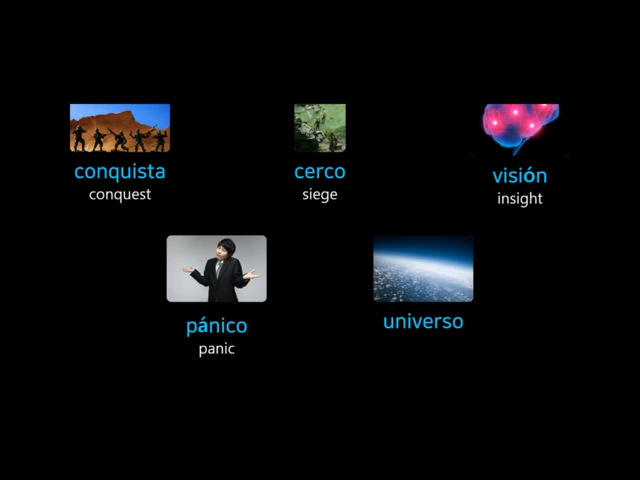 conquista
conquest
cerco
siege
visión
insight
pánico
panic
universo